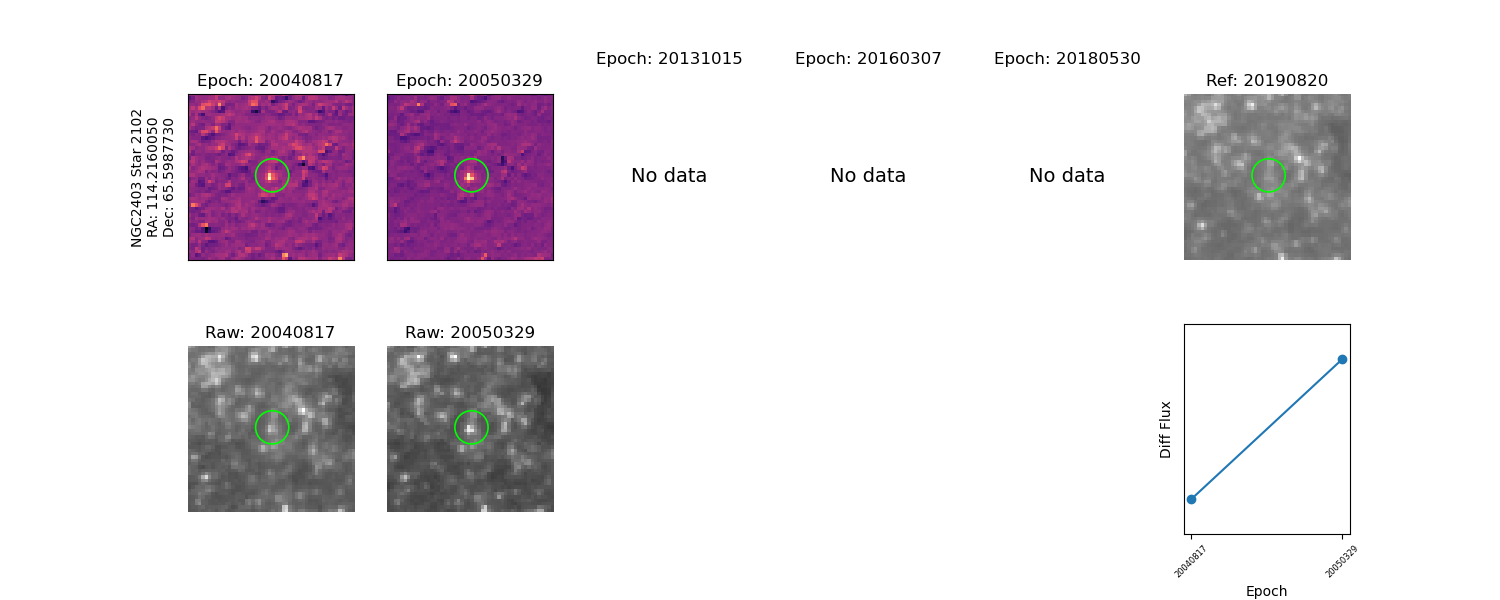 Epoch: 20040817
Epoch: 20050329
Epoch: 20131015
Epoch: 20160307
Epoch: 20180530
Ref: 20190820
NGC2403 Star 2102
RA: 114.2160050
Dec: 65.5987730
No data
No data
No data
Raw: 20040817
Raw: 20050329
Diff Flux
20040817
20050329
Epoch